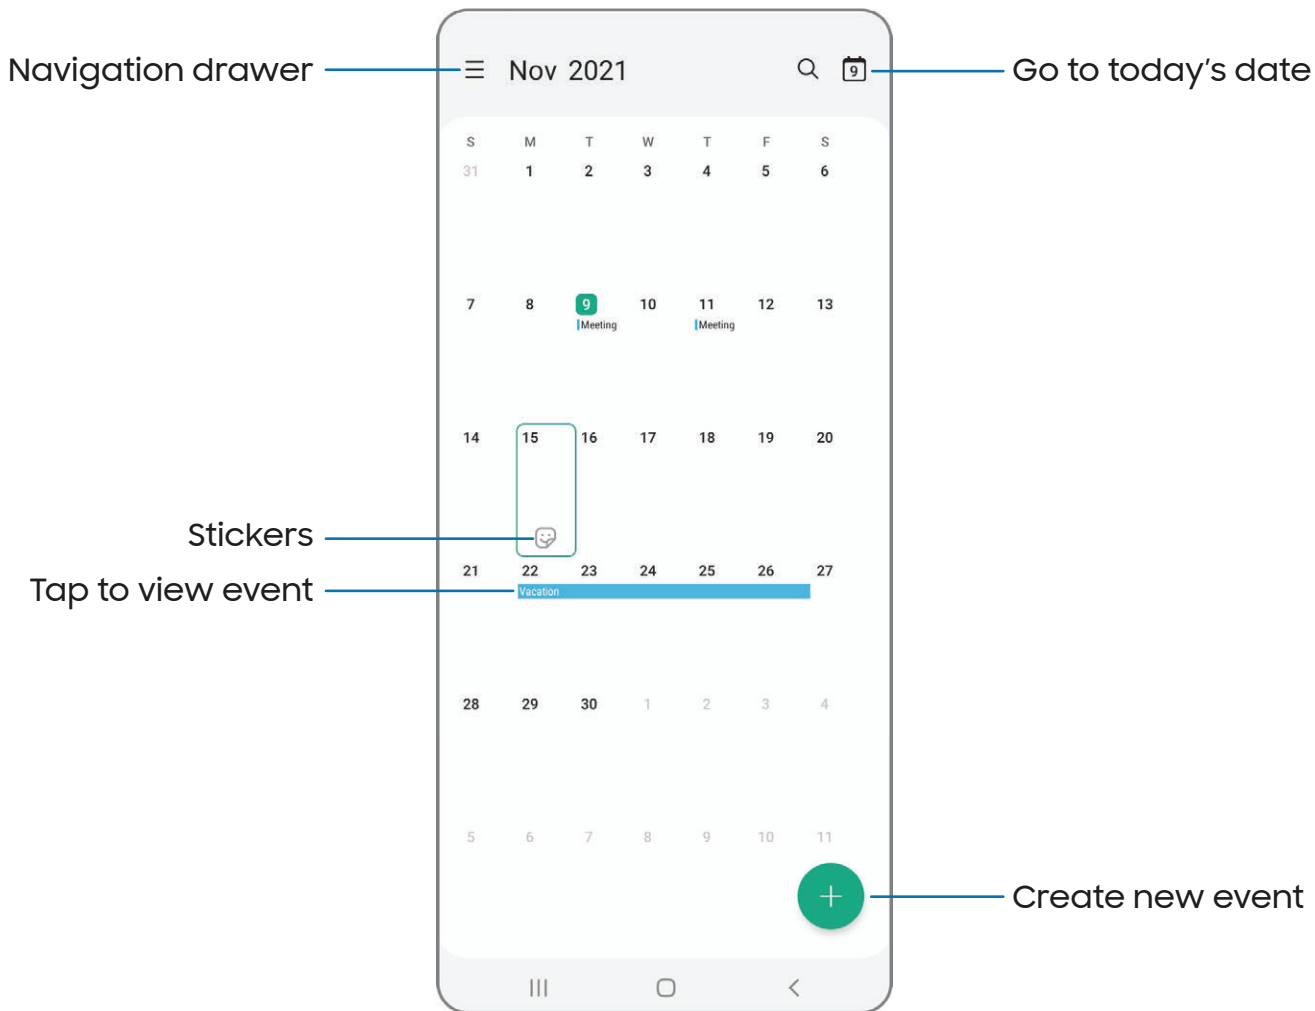 Navigation drawer
Nov 2021
9
Go to today's date
S M T W T F S
31 1 2 3 4 5 6
7 8 9 10 11 12 13
Meeting Meeting
14 15 16 17 18 19 20
Stickers
21 22 23 24 25 26 27
Tap to view event
Vacation
28 29 30 1 2 3 4
5 6 7 8 9 10 11
Create new event